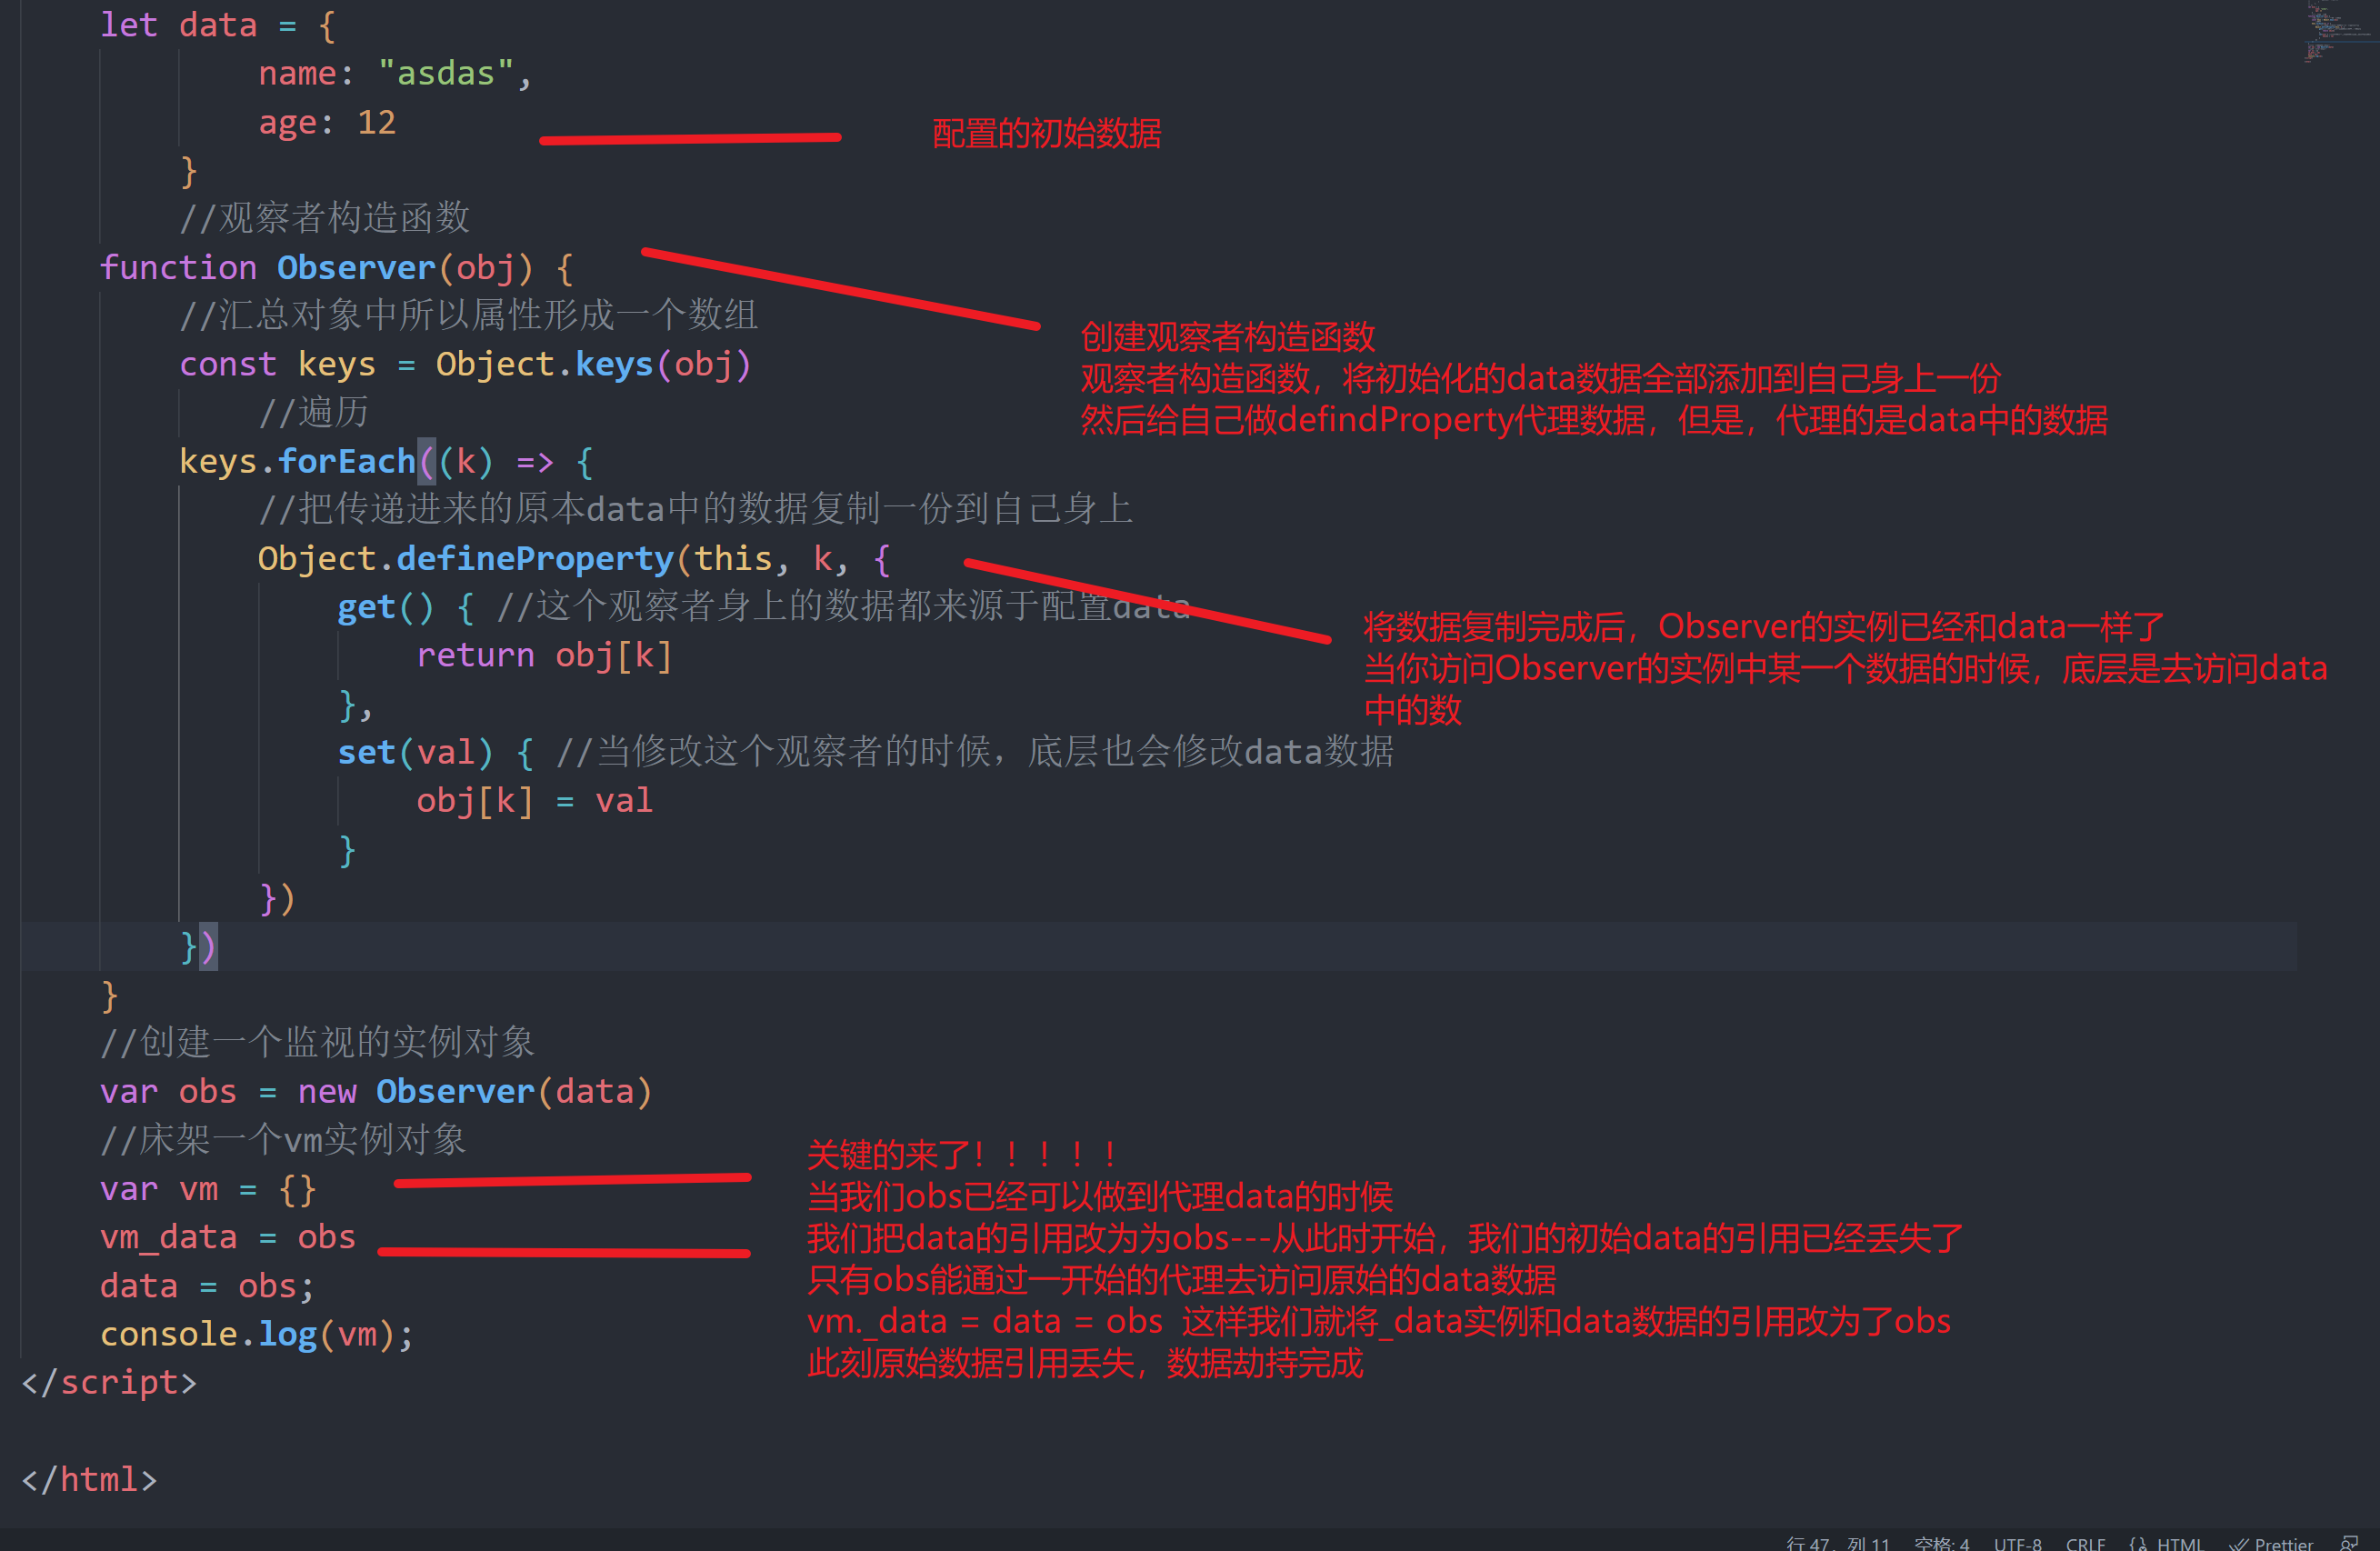 let data = {
name: "asdas",
age: 12
配置的初始数据
}
//观察者构造函数
function Observer(obj) {
//汇总对象中所以属性形成一个数组
const keys = Object.keys(obj)
创建观察者构造函数
观察者构造函数，将初始化的data数据全部添加到自己身上一份
然后给自己做defindProperty代理数据，但是，代理的是data中的数据
//遍历
keys.forEach((k) => {
//把传递进来的原本data中的数据复制一份到自己身上
Object.defineProperty(this, k, {
get() { //这个观察者身上的数据都来源于配置data
return obj[k]
},
将数据复制完成后，Observer的实例已经和data一样了
当你访问Observer的实例中某一个数据的时候，底层是去访问data
中的数
set(val) { //当修改这个观察者的时候，底层也会修改data数据
obj[k] = val
}
})
})
}
//创建一个监视的实例对象
var obs = new Observer(data)
//床架一个vm实例对象
var vm = {}
vm_data = obs
data = obs;
console.log(vm);
关键的来了！！！！！
当我们obs已经可以做到代理data的时候
我们把data的引用改为为obs---从此时开始，我们的初始data的引用已经丢失了
只有obs能通过一开始的代理去访问原始的data数据
vm._data = data = obs 这样我们就将_data实例和data数据的引用改为了obs
此刻原始数据引用丢失，数据劫持完成
</script>
</html>
行 47，列 11 空格: 4 UTF-8 CRLF HTML Prettier